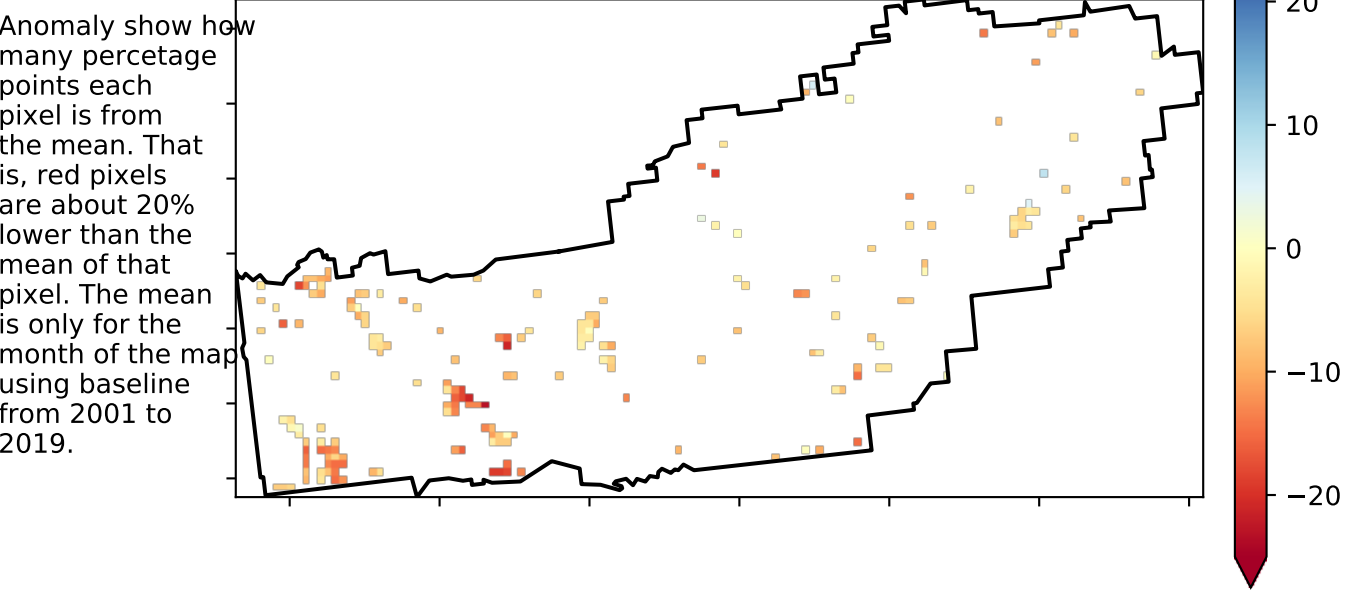 Anomaly show how
many percetage
points each
pixel is from
the mean. That
is, red pixels
are about 20%
lower than the
mean of that
pixel. The mean
is only for the
month of the map
using baseline
from 2001 to
2019.
20
10
0
−10
−20